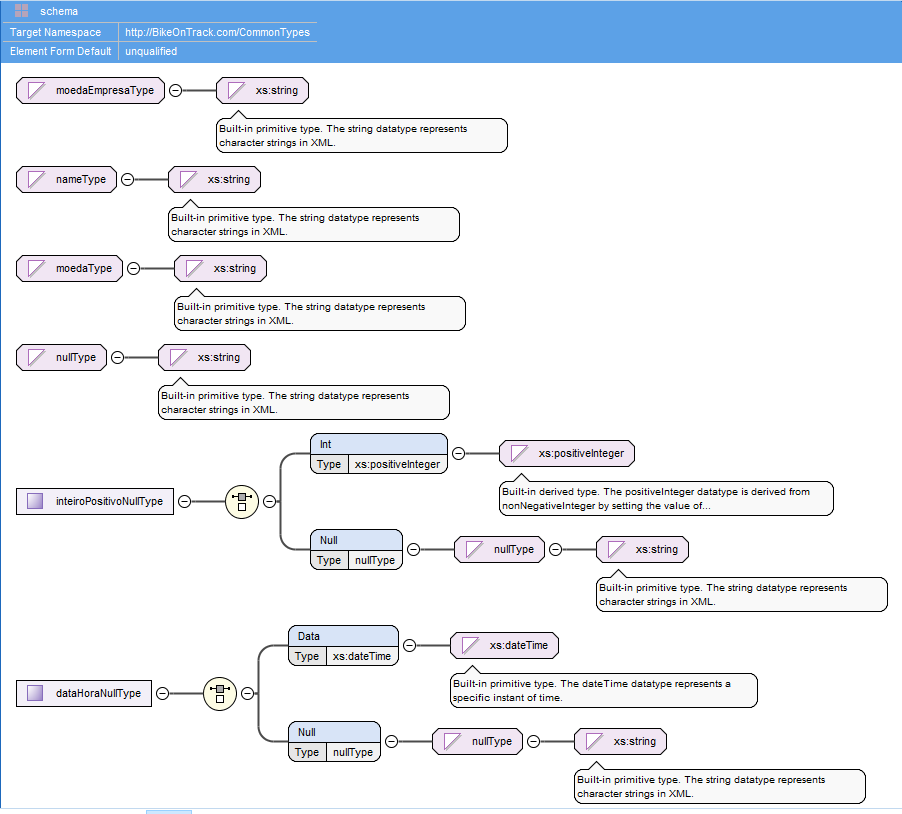 schema
Target Namespace http://BikeOnTrack.com/CommonTypes
Element Form Default unqualified
moedaEmpresaType xs:string
Built-in primitive type. The string datatype represents
character strings in XML.
nameType xs:string
Built-in primitive type. The string datatype represents
character strings in XML.
moedaType xs:string
Built-in primitive type. The string datatype represents
character strings in XML.
nullType xs:string
Built-in primitive type. The string datatype represents
character strings in XML.
Int
Type xs:positiveInteger
xs:positiveInteger
Built-in derived type. The positiveInteger datatype is derived from
nonNegativeInteger by setting the value of...
inteiroPositivoNullType
Null
Type nullType
nullType xs:string
Built-in primitive type. The string datatype represents
character strings in XML.
Data
Type xs:dateTime
xs:dateTime
Built-in primitive type. The dateTime datatype represents a
specific instant of time.
dataHoraNullType
Null
Type nullType
nullType xs:string
Built-in primitive type. The string datatype represents
character strings in XML.